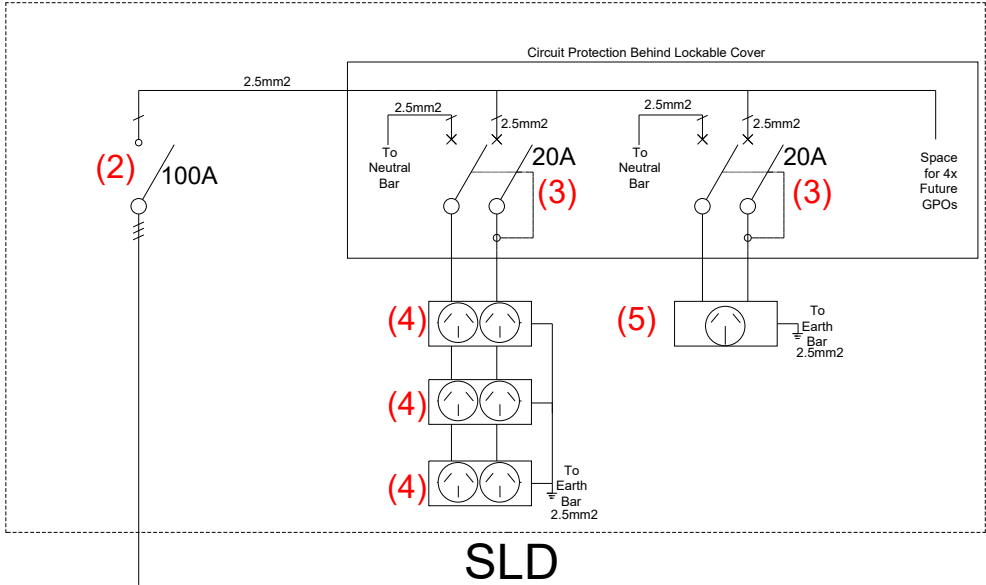 Circuit Protection Behind Lockable Cover
2.5mm2
2.5mm2
2.5mm2
2.5mm2
2.5mm2
(2)
100A
To
Neutral
Bar
20A
(3)
To
Neutral
Bar
20A
(3)
Space
for 4x
Future
GPOs
(4)
(5)
To
Earth
Bar
2.5mm2
(4)
(4)
To
Earth
Bar
2.5mm2
SLD